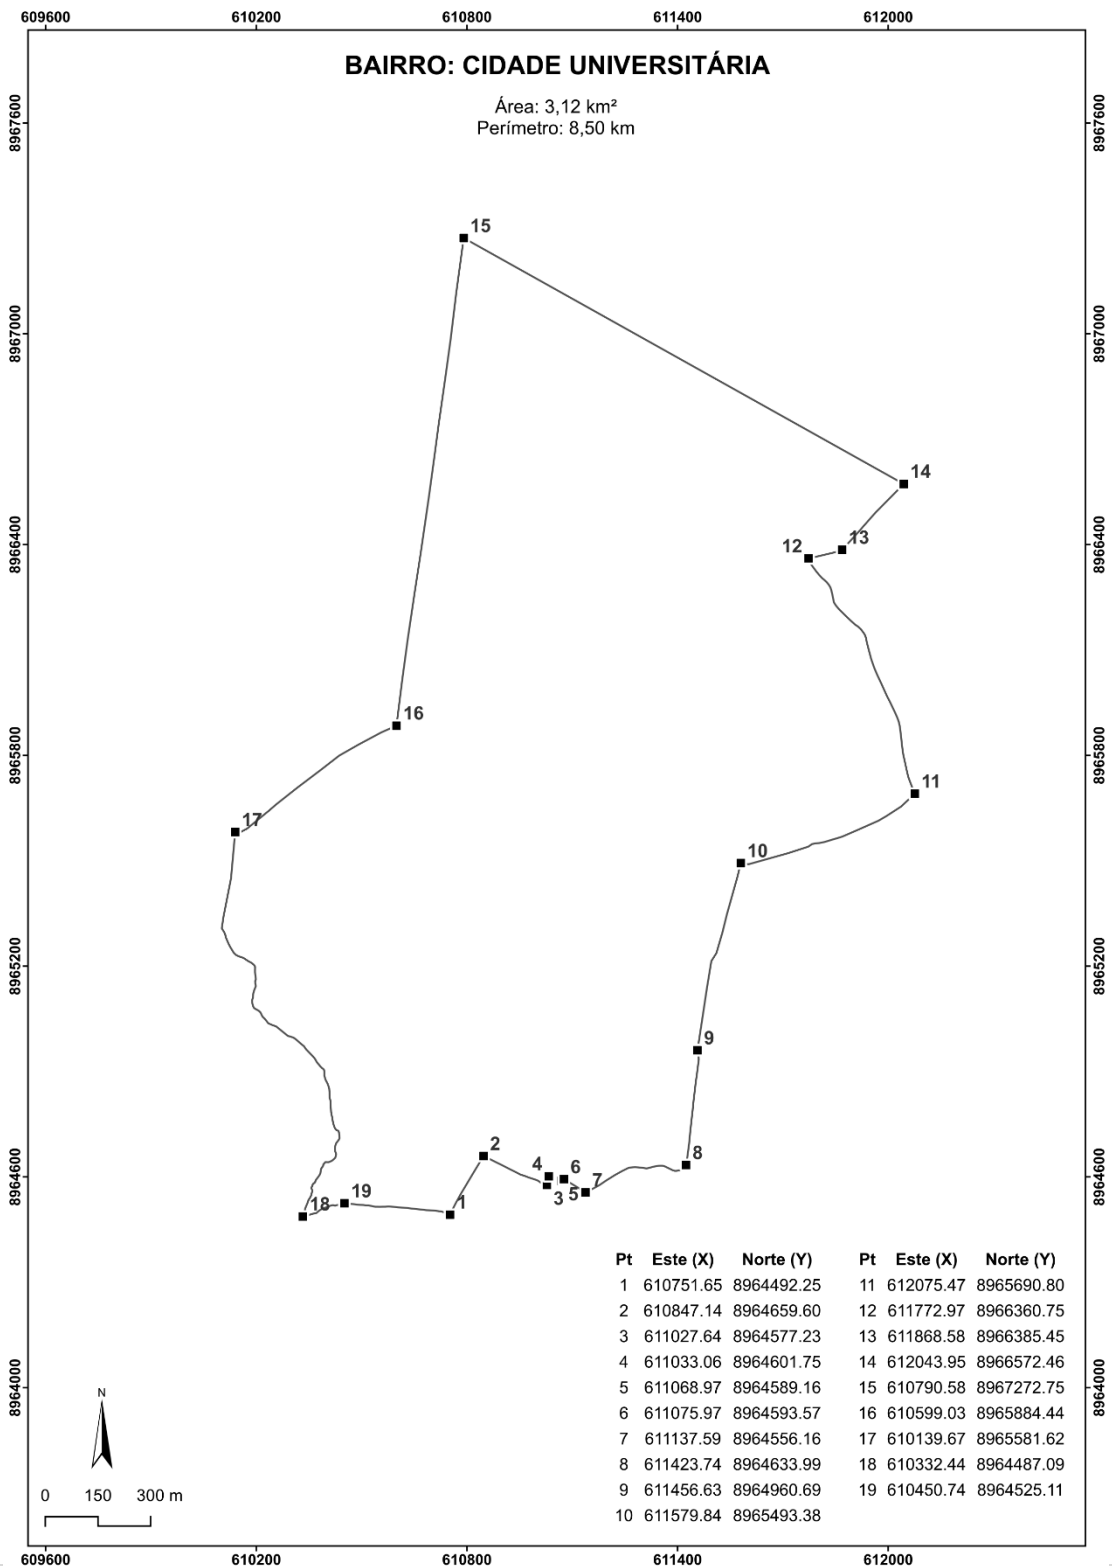 609600 610200 610800 611400 612000
BAIRRO: CIDADE UNIVERSITÁRIA
Área: 3,12 km²
Perímetro: 8,50 km
8967600 8967600
15
8967000 8967000
14
13
12
8966400 8966400
16
8965800 8965800
11
17
10
8965200 8965200
9
2
8
4 6
7
3 5
8964600 8964600
19
18
1
Pt Este (X) Norte (Y) Pt Este (X) Norte (Y)
1 610751.65 8964492.25 11 612075.47 8965690.80
2 610847.14 8964659.60 12 611772.97 8966360.75
3 611027.64 8964577.23 13 611868.58 8966385.45
4 611033.06 8964601.75 14 612043.95 8966572.46
5 611068.97 8964589.16 15 610790.58 8967272.75
6 611075.97 8964593.57 16 610599.03 8965884.44
7 611137.59 8964556.16 17 610139.67 8965581.62
8 611423.74 8964633.99 18 610332.44 8964487.09
9 611456.63 8964960.69 19 610450.74 8964525.11
10 611579.84 8965493.38
8964000 8964000
N
0 150 300 m
609600 610200 610800 611400 612000